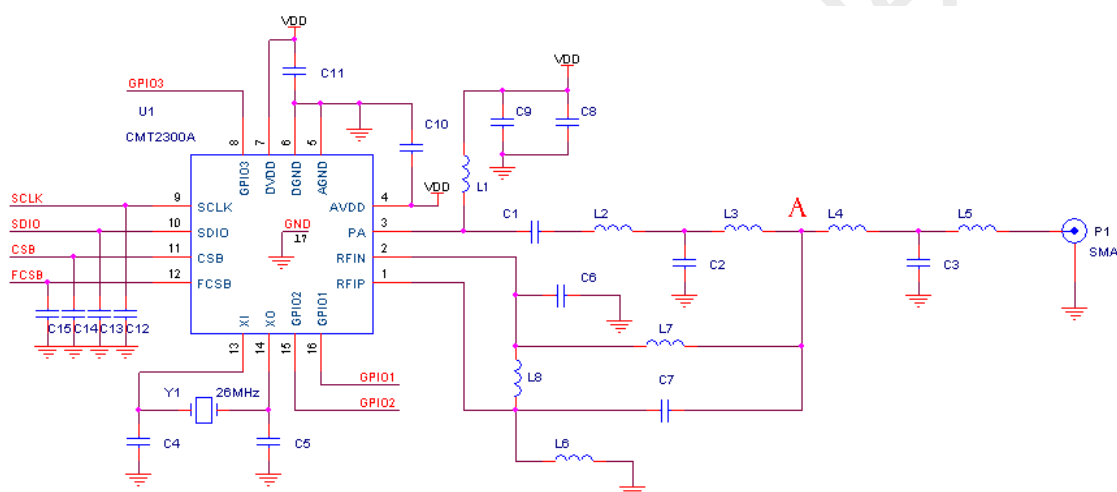 VDD
C11
GPIO3
U1
CMT2300A
8
7
6
5
GPIO3
DVDD
DGND
AGND
C10
VDD
C9
C8
L1
VDD
SCLK
9
SCLK
AVDD
4
SDIO
10
SDIO
GND
17
PA
3
C1
L2
L3
A
L4
L5
P1
SMA
CSB
11
CSB
RFIN
2
FCSB
12
FCSB
RFIP
1
C6
C2
C3
C15
C14
C13
C12
XI
XO
GPIO2
GPIO1
13
14
15
16
L7
L8
C7
GPIO1
GPIO2
Y1
26MHz
C4
C5
L6